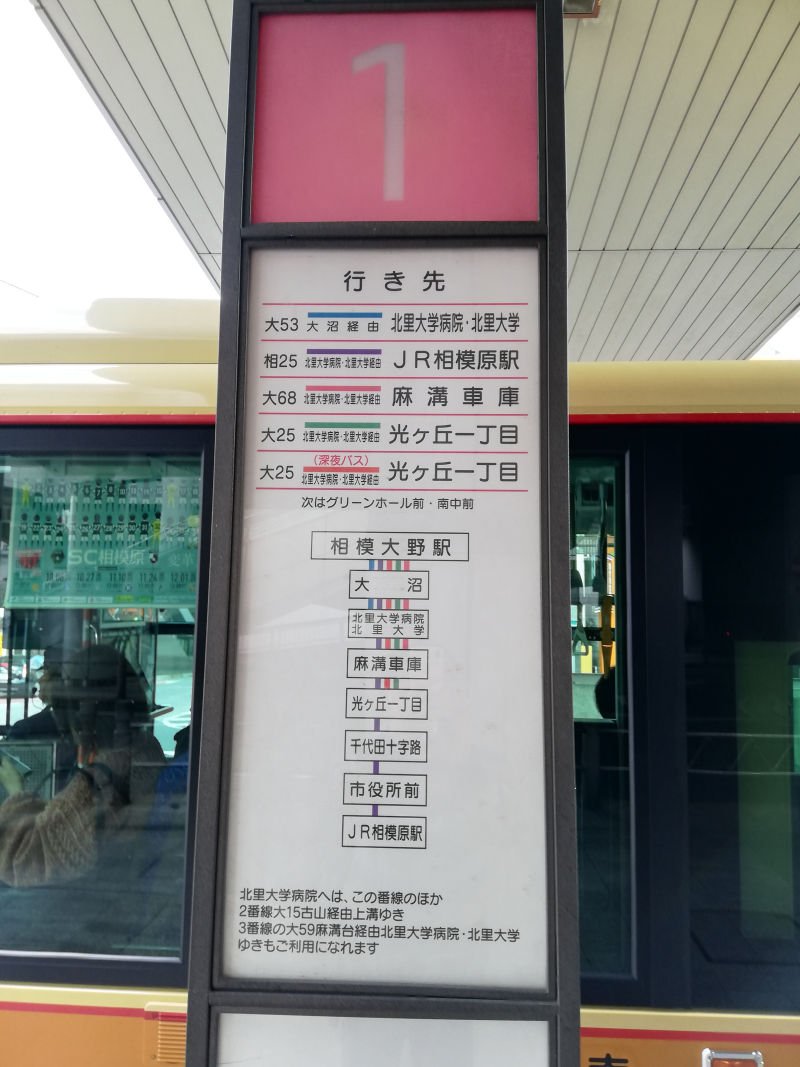 1
行き先
大53 大沼経由 北里大学病院・北里大学
相25 北里大学病院・北里大学経由 JR相模原駅
大68 北里大学病院・北里大学経由 麻溝車庫
大25 北里大学病院・北里大学経由 光ヶ丘一丁目
(深夜バス)
大25 北里大学病院・北里大学経由 光ヶ丘一丁目
次はグリーンホール前・南中前
相模大野駅
大沼
北里大学病院
北里大学
麻溝車庫
光ヶ丘一丁目
千代田十字路
市役所前
JR相模原駅
北里大学病院へは、この番線のほか
2番線大15古山経由上溝ゆき
3番線の大59麻溝台経由北里大学病院・北里大学
ゆきもご利用になれます
SC相模原